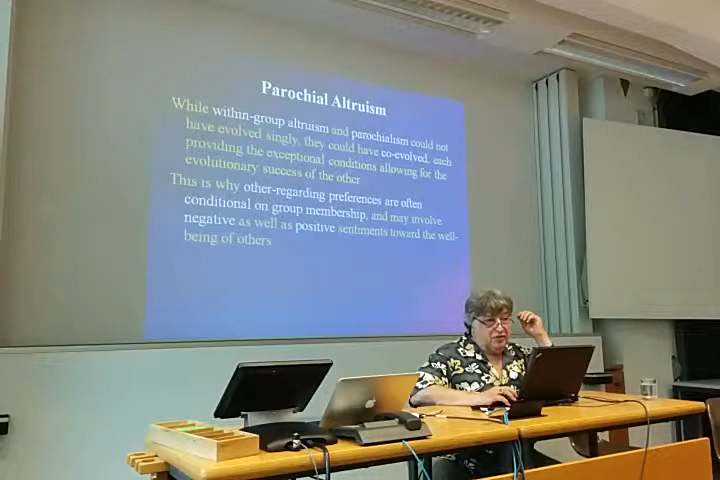 Parochial Altruism
While within-group altruism and parochialism could not
have evolved singly, they could have co-evolved, each
providing the exceptional conditions allowing for the
evolutionary success of the other
This is why other-regarding preferences are often
conditional on group membership, and may involve
negative as well as positive sentiments toward the well-
being of others